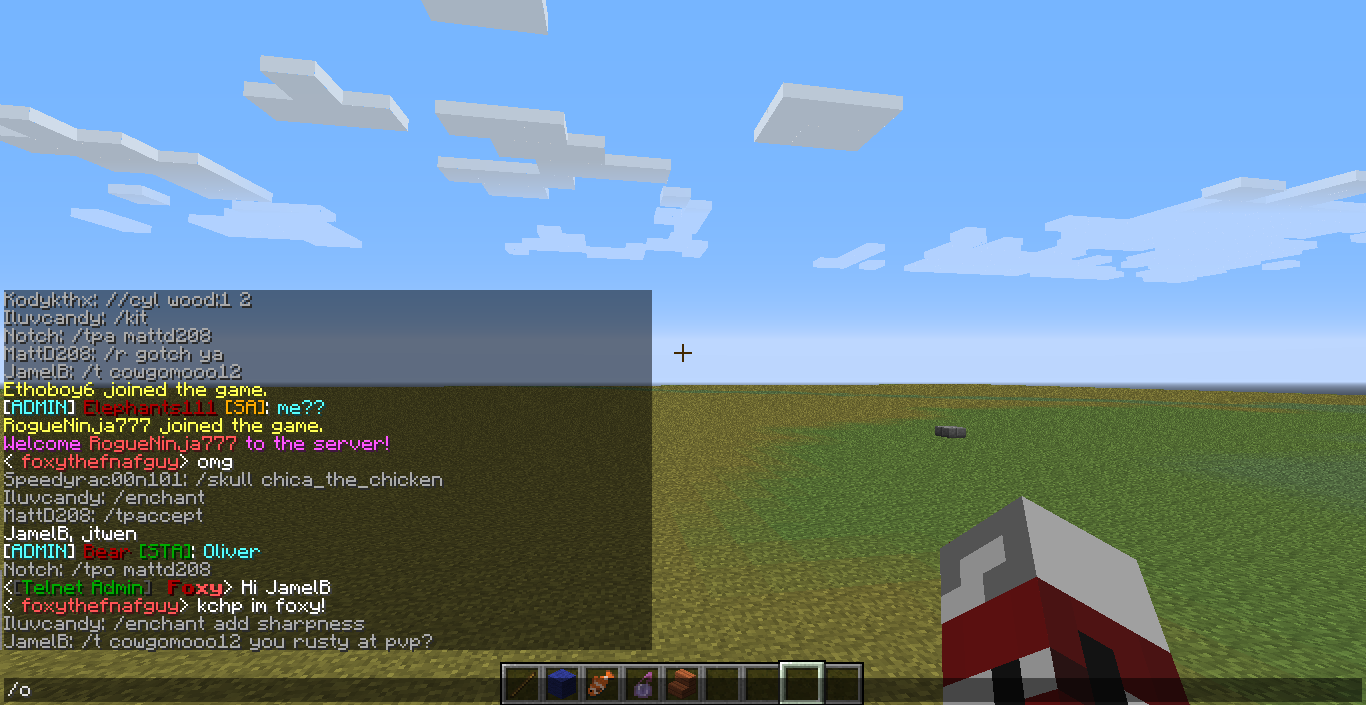 Kodykthx: //cyl wood:1 2
Iluvcandy: /kit
Notch: /tpa mattd208
MattD208: /r gotch ya
JamelB: /t cowgomooo12
Ethoboy6 joined the game.
[ADMIN] Elephants111 [SA]: me??
RogueNinja777 joined the game.
Welcome RogueNinja777 to the server!
< foxythefnafguy> omg
Speedyrac00n101: /skull chica_the_chicken
Iluvcandy: /enchant
MattD208: /tpaccept
JamelB, jtwen
[ADMIN] Bear [STA]: Oliver
Notch: /tpo mattd208
<[Telnet Admin] Foxy> Hi JamelB
< foxythefnafguy> kchp im foxy!
Iluvcandy: /enchant add sharpness
JamelB: /t cowgomooo12 you rusty at pvp?
/o